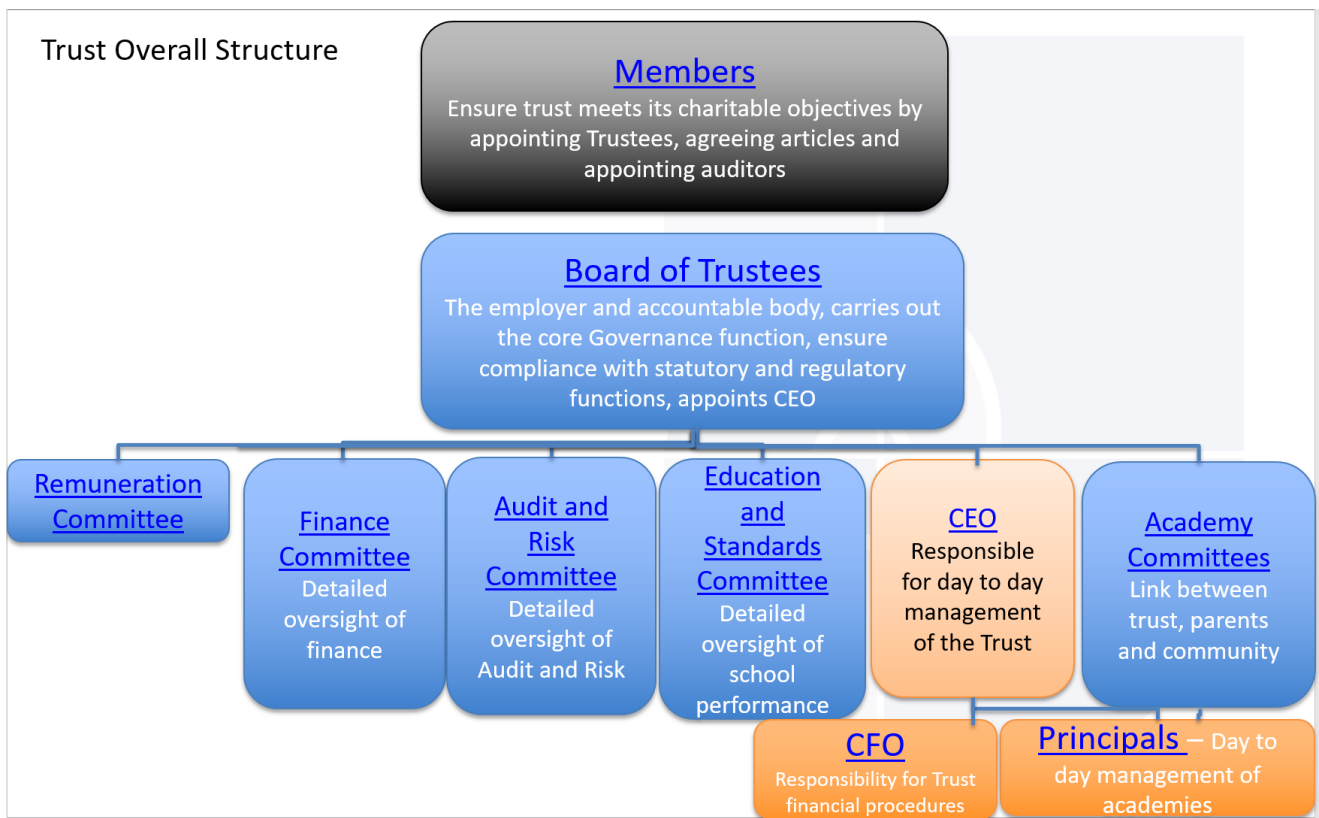 Trust Overall Structure
Members
Ensure trust meets its charitable objectives by
appointing Trustees, agreeing articles and
appointing auditors
Board of Trustees
The employer and accountable body, carries out
the core Governance function, ensure
compliance with statutory and regulatory
functions, appoints CEO
Remuneration
Committee
Finance
Committee
Detailed
oversight of
finance
Audit and
Risk
Committee
Detailed
oversight of
Audit and Risk
Education
and
Standards
Committee
Detailed
oversight of
school
performance
CEO
Responsible
for day to day
management
of the Trust
Academy
Committees
Link between
trust, parents
and community
CFO
Responsibility for Trust
financial procedures
Principals – Day to
day management of
academies